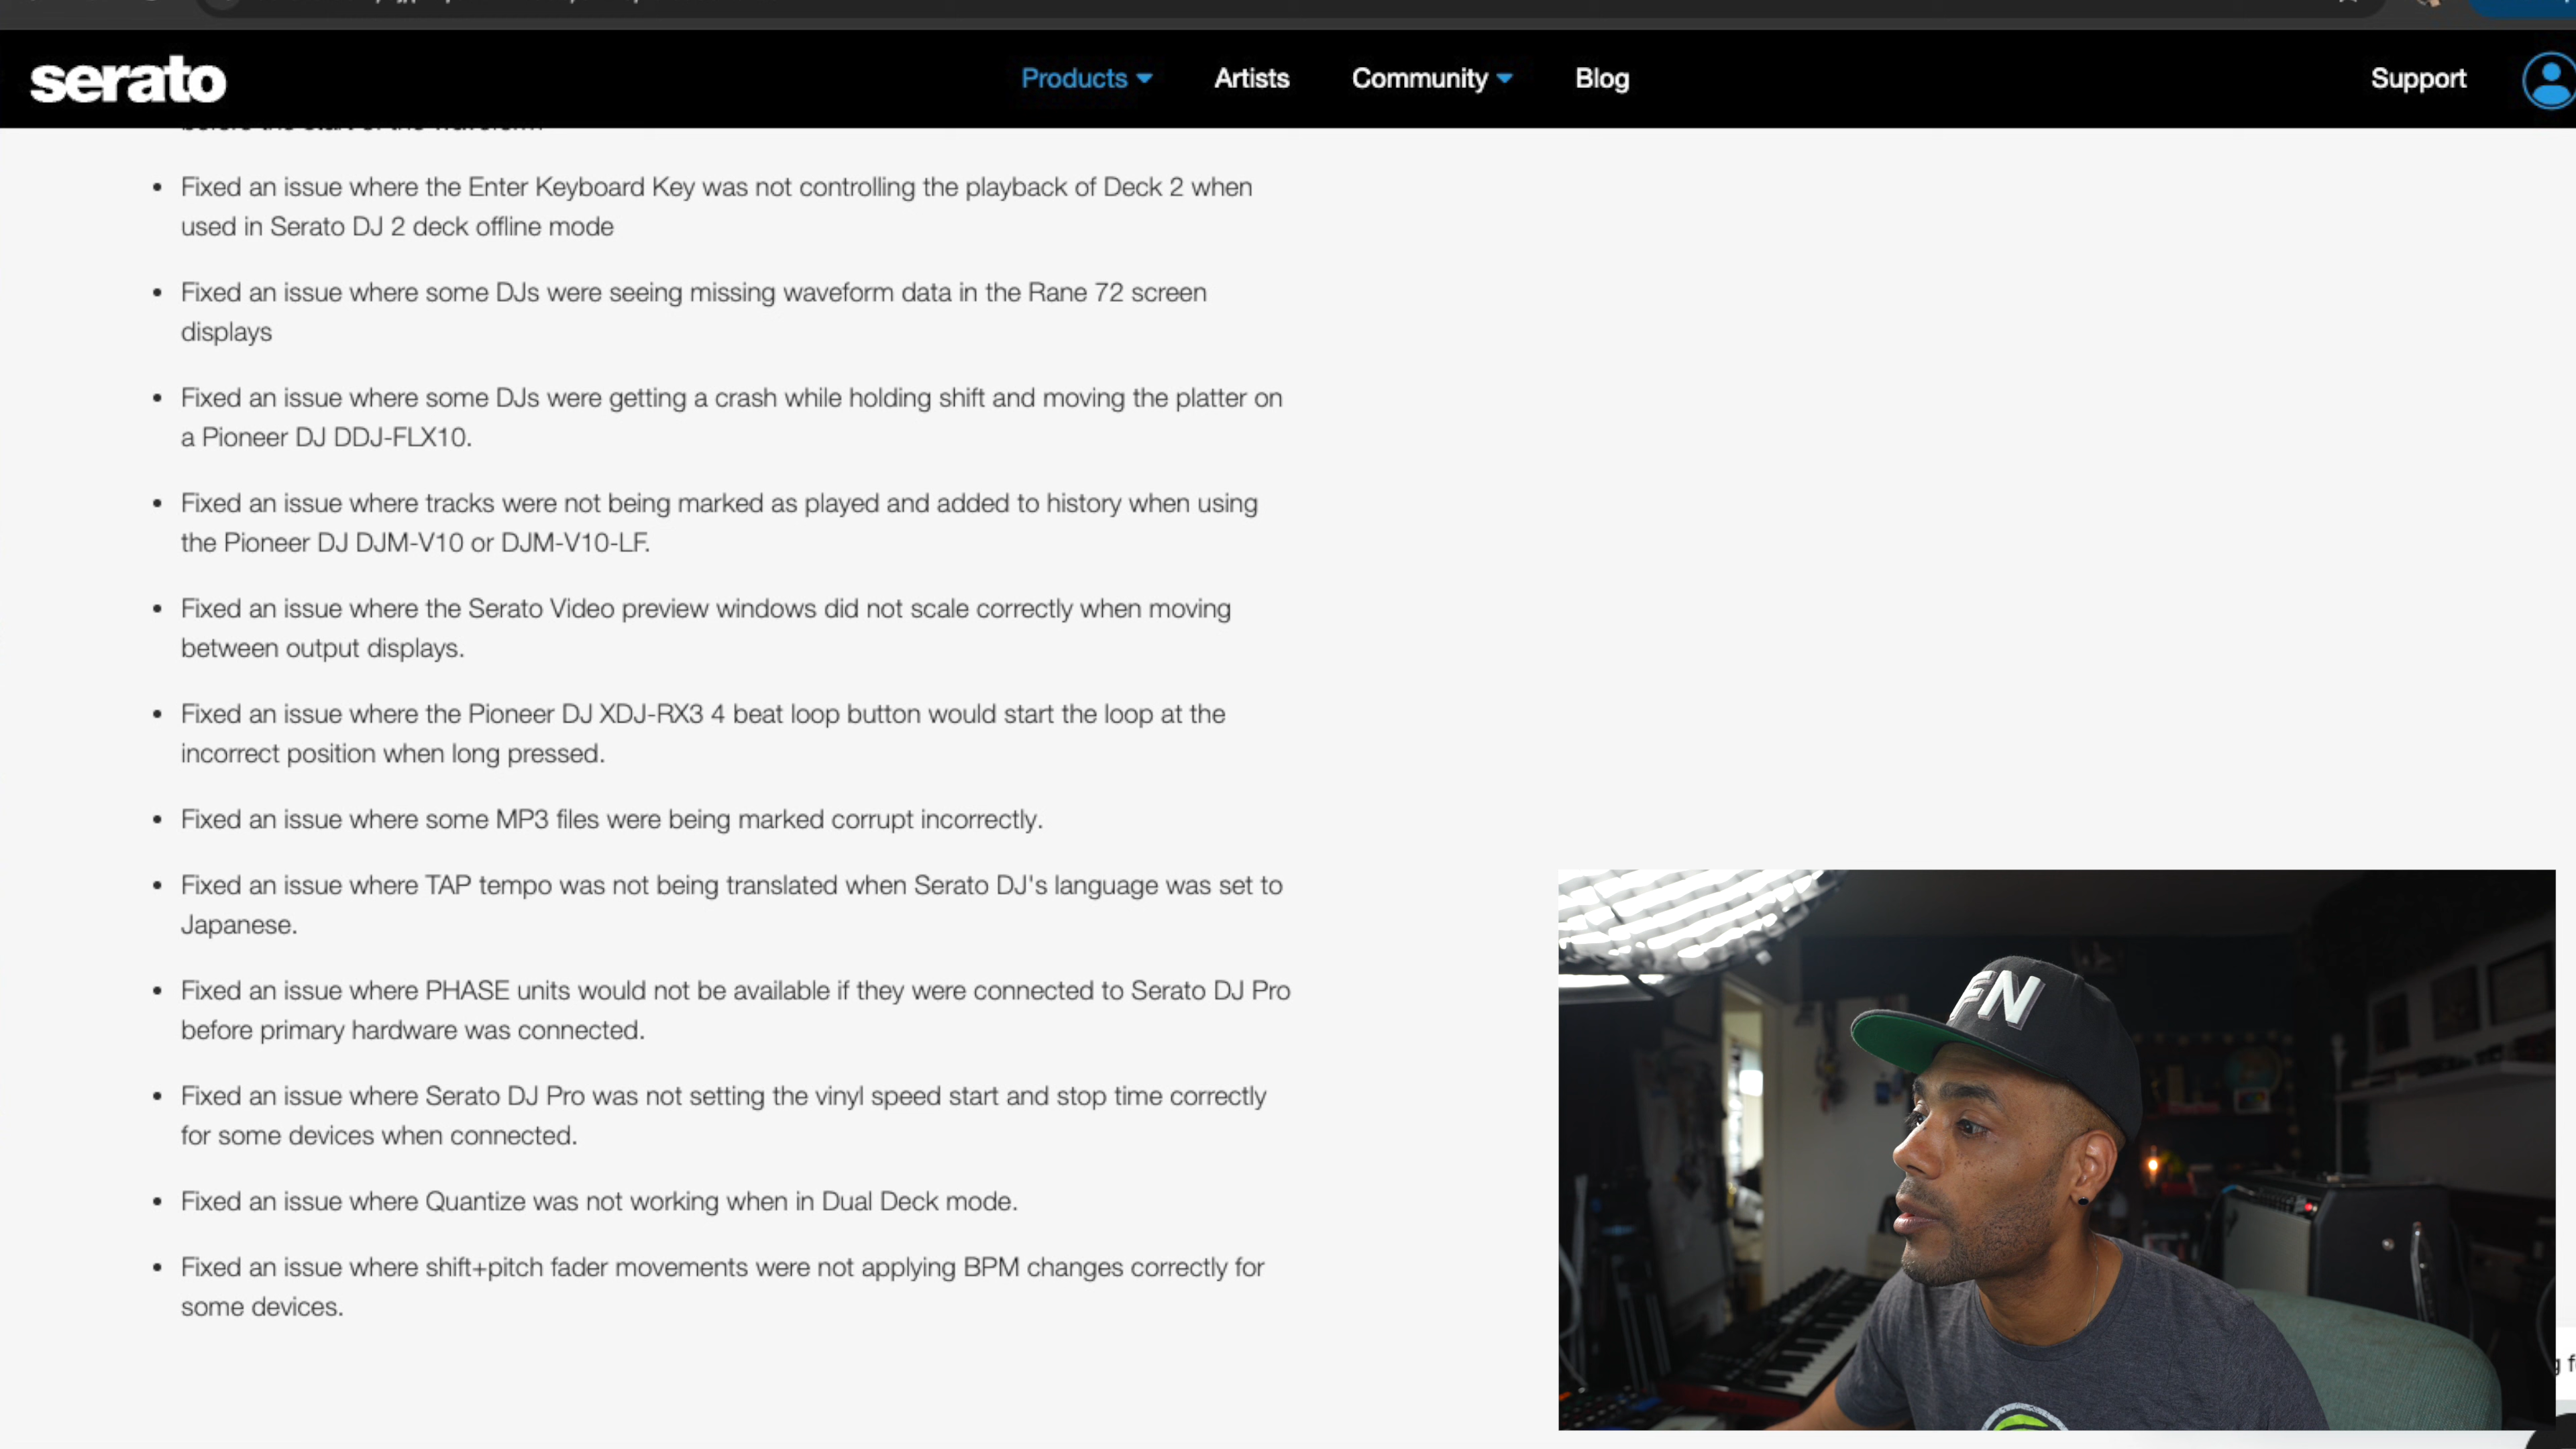 serato
Products
Artists
Community
Blog
Support
before the start of the waveform
Fixed an issue where the Enter Keyboard Key was not controlling the playback of Deck 2 when
used in Serato DJ 2 deck offline mode
Fixed an issue where some DJs were seeing missing waveform data in the Rane 72 screen
displays
Fixed an issue where some DJs were getting a crash while holding shift and moving the platter on
a Pioneer DJ DDJ-FLX10.
Fixed an issue where tracks were not being marked as played and added to history when using
the Pioneer DJ DJM-V10 or DJM-V10-LF.
Fixed an issue where the Serato Video preview windows did not scale correctly when moving
between output displays.
Fixed an issue where the Pioneer DJ XDJ-RX3 4 beat loop button would start the loop at the
incorrect position when long pressed.
Fixed an issue where some MP3 files were being marked corrupt incorrectly.
Fixed an issue where TAP tempo was not being translated when Serato DJ's language was set to
Japanese.
Fixed an issue where PHASE units would not be available if they were connected to Serato DJ Pro
before primary hardware was connected.
Fixed an issue where Serato DJ Pro was not setting the vinyl speed start and stop time correctly
for some devices when connected.
Fixed an issue where Quantize was not working when in Dual Deck mode.
Fixed an issue where shift+pitch fader movements were not applying BPM changes correctly for
some devices.
FN